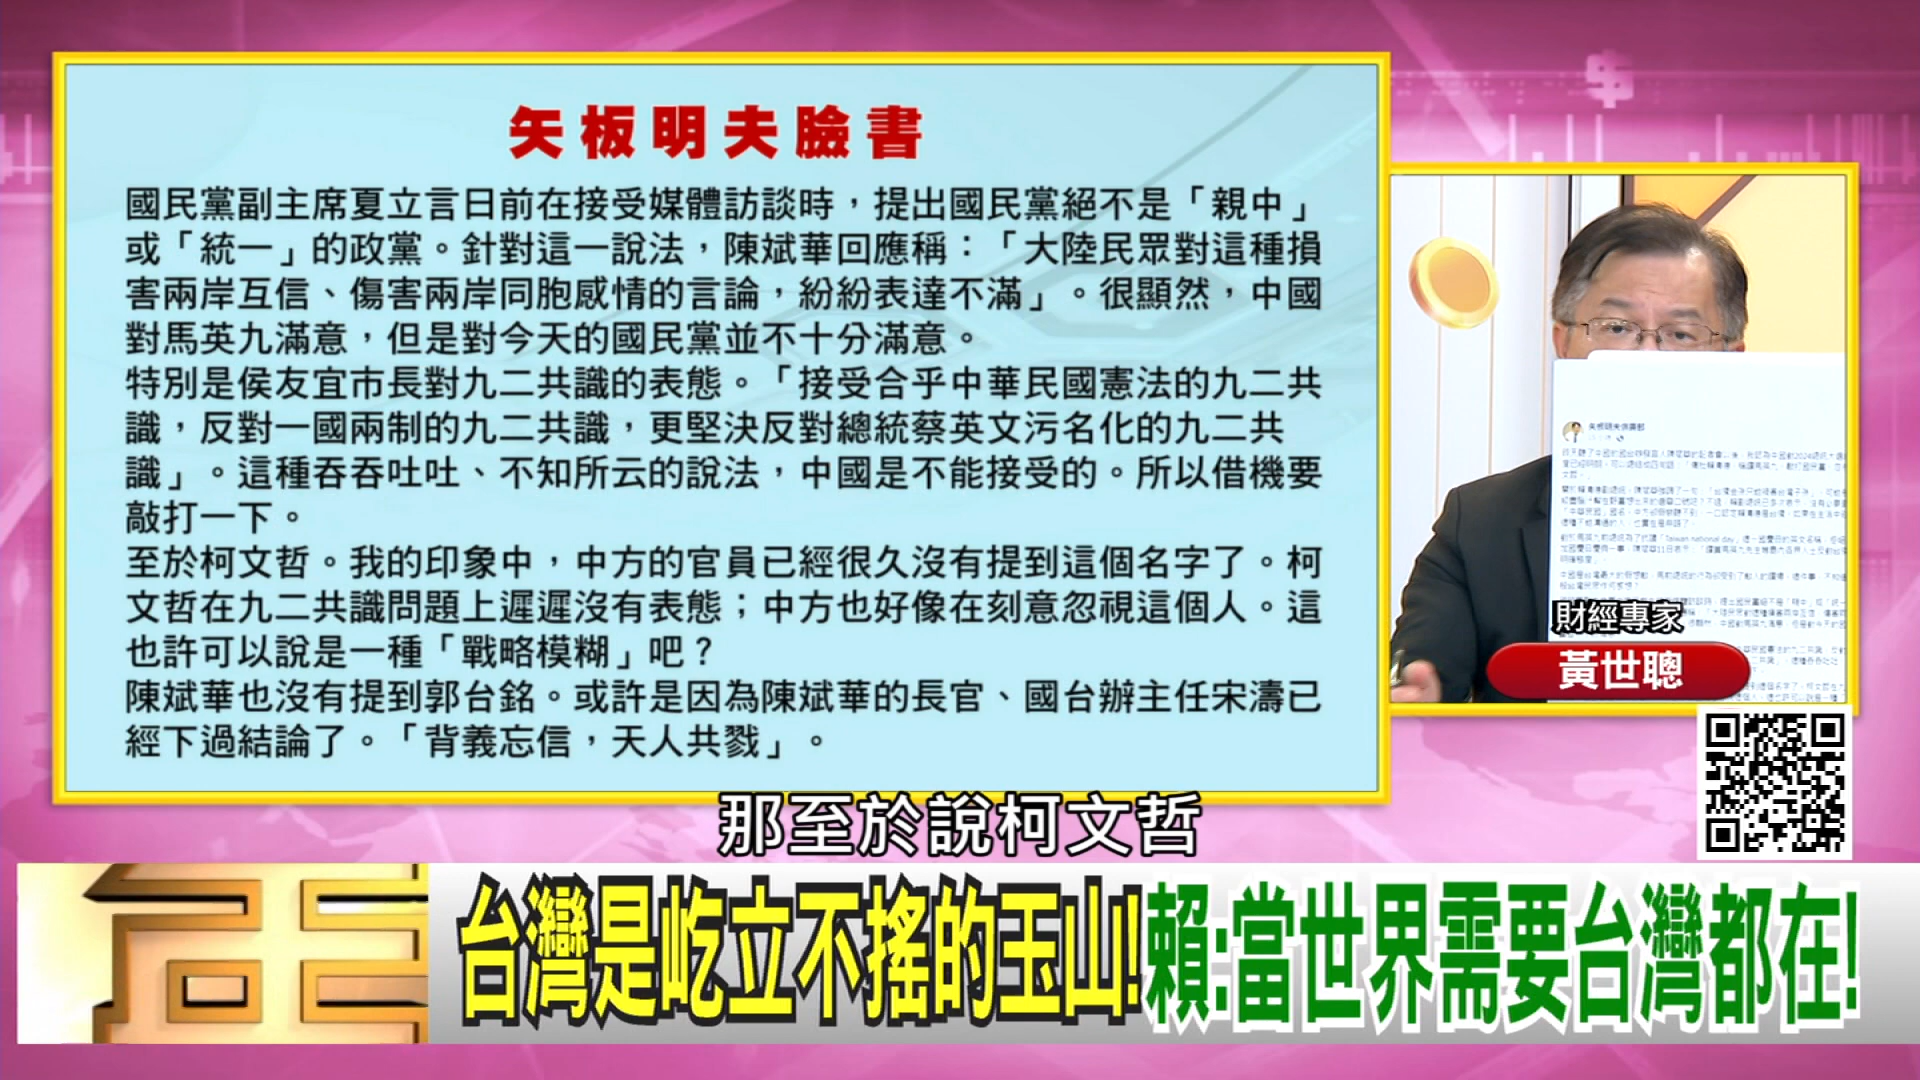 矢板明夫臉書
國民黨副主席夏立言日前在接受媒體訪談時，提出國民黨絕不是「親中」
或「統一」的政黨。針對這一說法，陳斌華回應稱：「大陸民眾對這種損
害兩岸互信、傷害兩岸同胞感情的言論，紛紛表達不滿」。很顯然，中國
對馬英九滿意，但是對今天的國民黨並不十分滿意。
特別是侯友宜市長對九二共識的表態。「接受合乎中華民國憲法的九二共
識，反對一國兩制的九二共識，更堅決反對總統蔡英文污名化的九二共
識」。這種吞吞吐吐、不知所云的說法，中國是不能接受的。所以借機要
敲打一下。
至於柯文哲。我的印象中，中方的官員已經很久沒有提到這個名字了。柯
文哲在九二共識問題上遲遲沒有表態；中方也好像在刻意忽視這個人。這
也許可以說是一種「戰略模糊」吧？
陳斌華也沒有提到郭台銘。或許是因為陳斌華的長官、國台辦主任宋濤已
經下過結論了。「背義忘信，天人共戮」。
財經專家
黃世聰
那至於說柯文哲
台灣是屹立不搖的玉山!賴:當世界需要台灣都在!